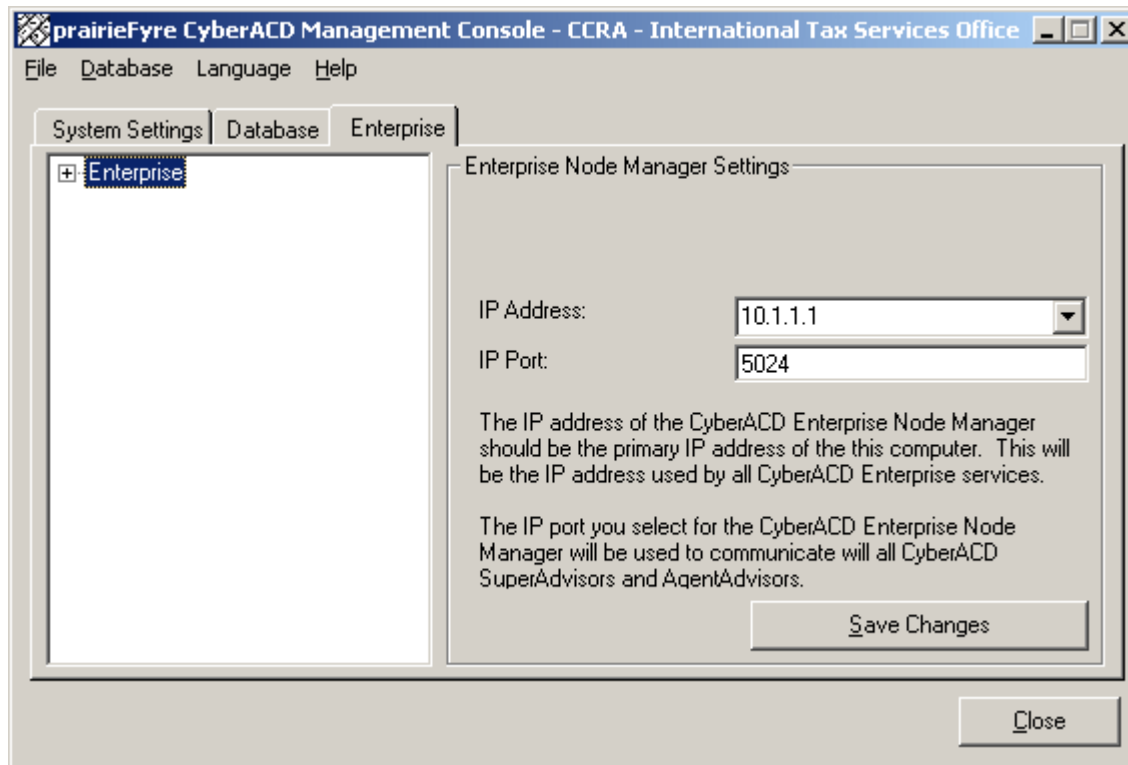 prairieFyre CyberACD Management Console - CCRA - International Tax Services Office
File Database Language Help
System Settings Database Enterprise
Enterprise
Enterprise Node Manager Settings
IP Address: 10.1.1.1
IP Port: 5024
The IP address of the CyberACD Enterprise Node Manager
should be the primary IP address of the this computer. This will
be the IP address used by all CyberACD Enterprise services.
The IP port you select for the CyberACD Enterprise Node
Manager will be used to communicate will all CyberACD
SuperAdvisors and AgentAdvisors.
Save Changes
Close